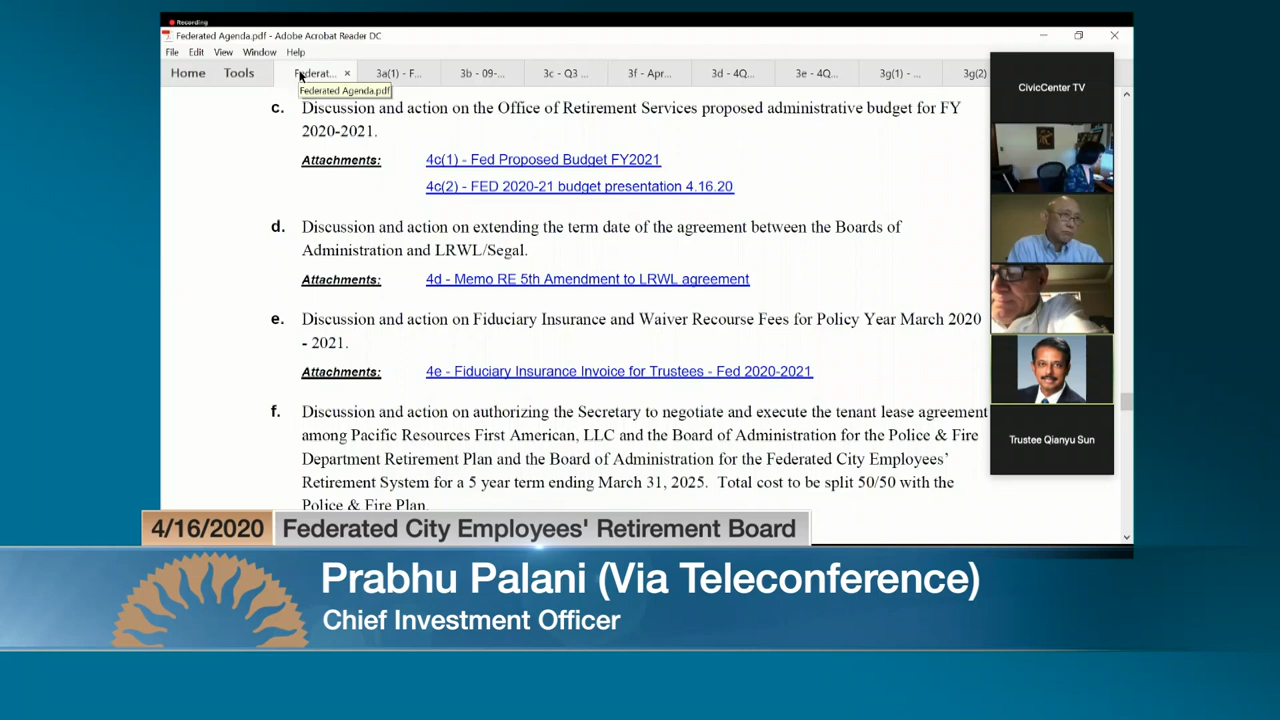 Recording
Federated Agenda.pdf - Adobe Acrobat Reader DC
File Edit View Window Help
Home Tools Federat... × 3a(1) - F... 3b - 09-... 3c - Q3 ... 3f - Apr... 3d - 4Q... 3e - 4Q... 3g(1) - ... 3g(2)
Federated Agenda.pdf
c. Discussion and action on the Office of Retirement Services proposed administrative budget for FY
2020-2021.
Attachments: 4c(1) - Fed Proposed Budget FY2021
4c(2) - FED 2020-21 budget presentation 4.16.20
d. Discussion and action on extending the term date of the agreement between the Boards of
Administration and LRWL/Segal.
Attachments: 4d - Memo RE 5th Amendment to LRWL agreement
e. Discussion and action on Fiduciary Insurance and Waiver Recourse Fees for Policy Year March 2020
- 2021.
Attachments: 4e - Fiduciary Insurance Invoice for Trustees - Fed 2020-2021
f. Discussion and action on authorizing the Secretary to negotiate and execute the tenant lease agreement
among Pacific Resources First American, LLC and the Board of Administration for the Police & Fire
Department Retirement Plan and the Board of Administration for the Federated City Employees'
Retirement System for a 5 year term ending March 31, 2025. Total cost to be split 50/50 with the
Police & Fire Plan.
CivicCenter TV
Trustee Qianyu Sun
4/16/2020 Federated City Employees' Retirement Board
Prabhu Palani (Via Teleconference)
Chief Investment Officer